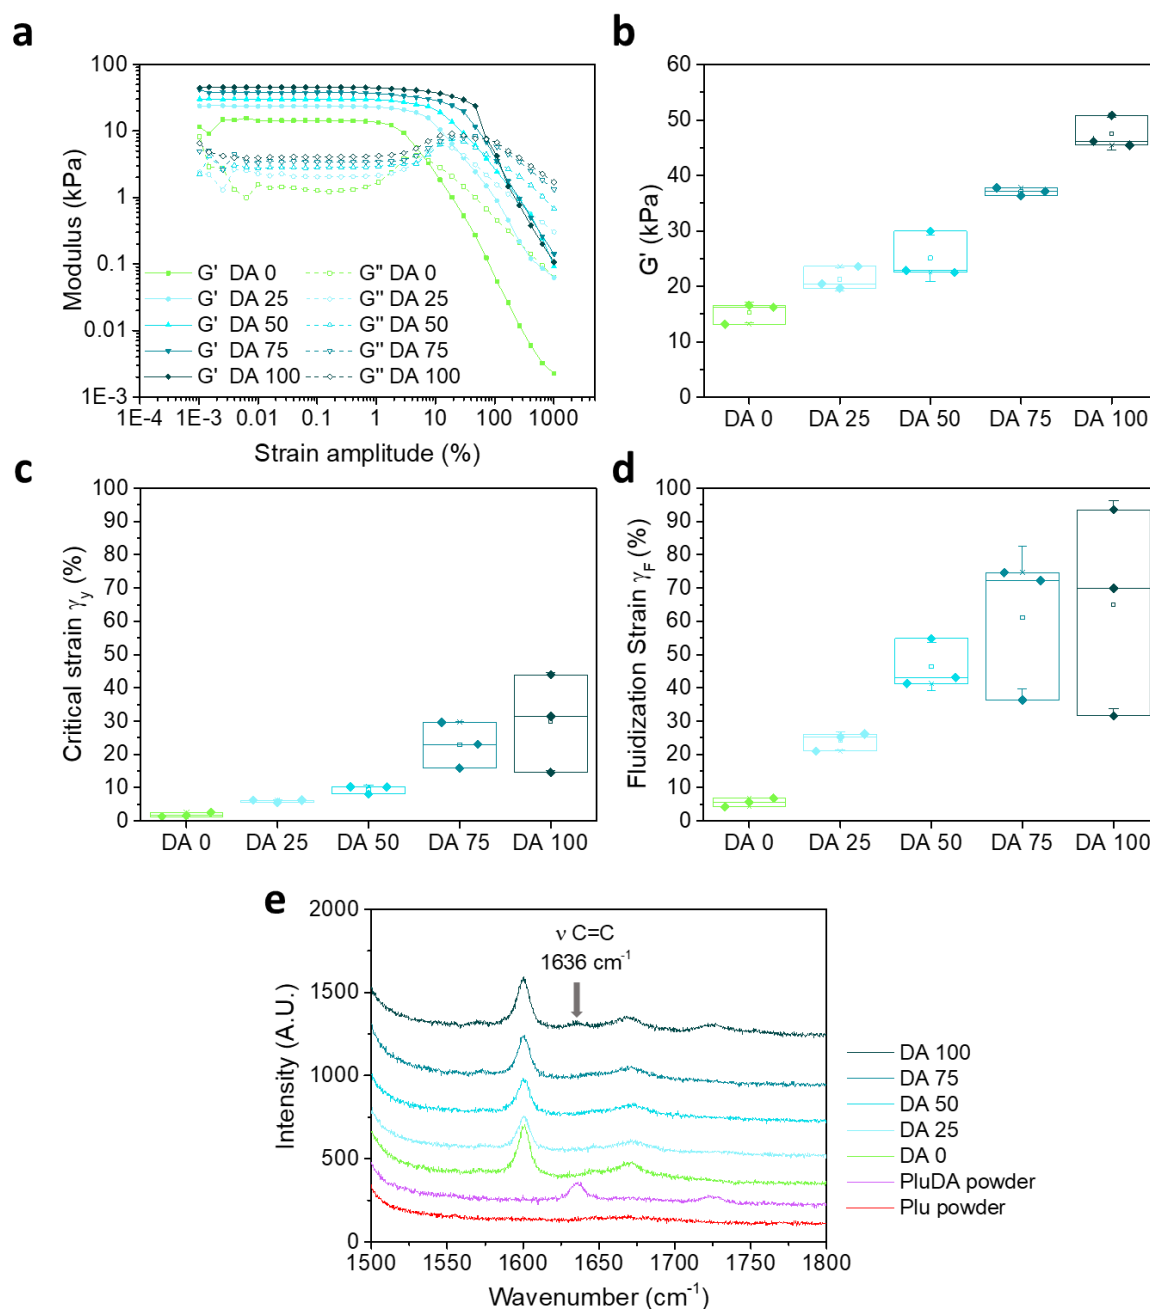 a
100
10
1
0.1
0.01
1E-3
Modulus (kPa)
G' DA 0
G' DA 25
G' DA 50
G' DA 75
G' DA 100
G'' DA 0
G'' DA 25
G'' DA 50
G'' DA 75
G'' DA 100
1E-4 1E-3 0.01 0.1 1 10 100 1000
Strain amplitude (%)
b
60
50
40
30
20
10
0
G' (kPa)
DA 0 DA 25 DA 50 DA 75 DA 100
c
100
90
80
70
60
50
40
30
20
10
0
Critical strain γy (%)
DA 0 DA 25 DA 50 DA 75 DA 100
d
100
90
80
70
60
50
40
30
20
10
0
Fluidization Strain γF (%)
DA 0 DA 25 DA 50 DA 75 DA 100
e
2000
1500
1000
500
0
Intensity (A.U.)
ν C=C
1636 cm⁻¹
1500 1550 1600 1650 1700 1750 1800
Wavenumber (cm⁻¹)
DA 100
DA 75
DA 50
DA 25
DA 0
PluDA powder
Plu powder